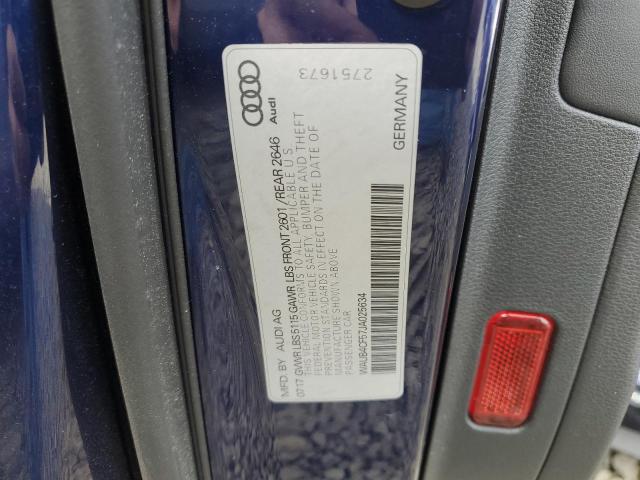 Audi
2751673
MFD. BY AUDI AG
07 17 GVWR LBS 5115 GAWR LBS FRONT 2601 / REAR 2646
THIS VEHICLE CONFORMS TO ALL APPLICABLE U S
FEDERAL MOTOR VEHICLE SAFETY, BUMPER AND THEFT
PREVENTION STANDARDS IN EFFECT ON THE DATE OF
MANUFACTURE SHOWN ABOVE
PASSENGER CAR
GERMANY
WAUB4CF57JA025634